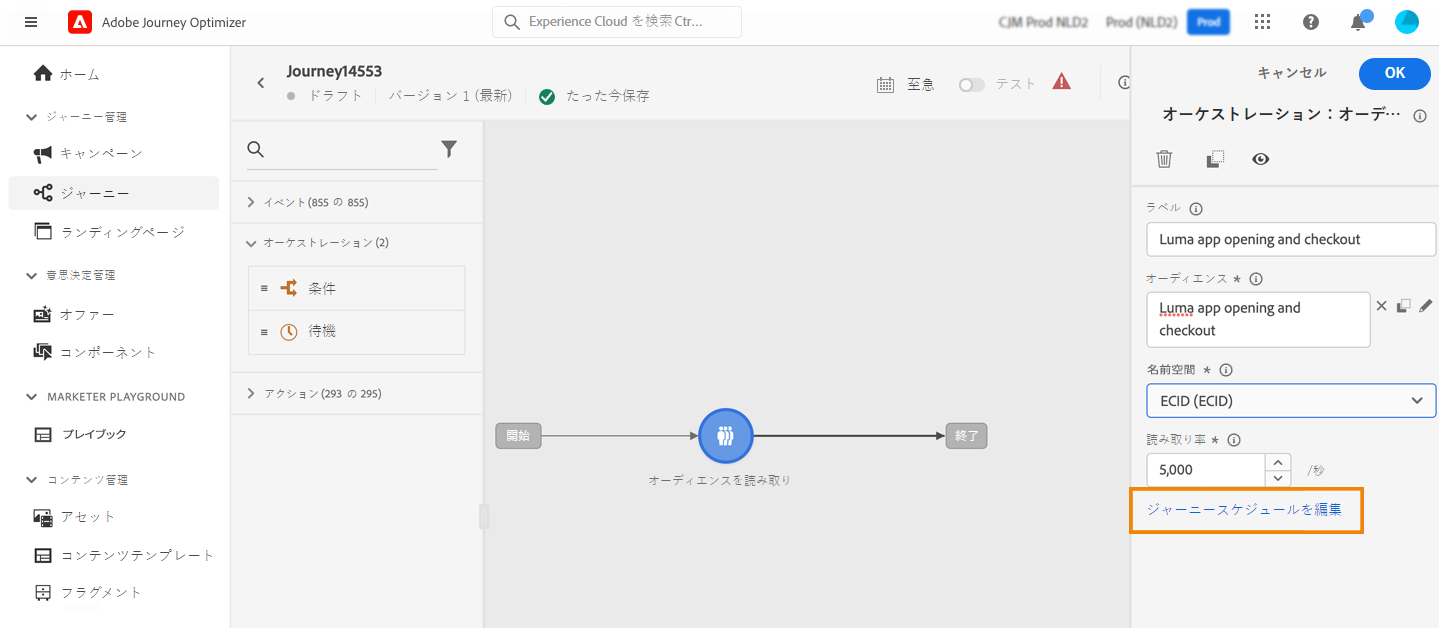 Adobe Journey Optimizer
Experience Cloud を検索 Ctr...
CJM Prod NLD2
Prod (NLD2)
Prod
ホーム
ジャーニー管理
キャンペーン
ジャーニー
ランディングページ
意思決定管理
オファー
コンポーネント
MARKETER PLAYGROUND
プレイブック
コンテンツ管理
アセット
コンテンツテンプレート
フラグメント
Journey14553
ドラフト
バージョン 1 (最新)
たった今保存
至急
テスト
イベント (855 の 855)
オーケストレーション (2)
条件
待機
アクション (293 の 295)
開始
オーディエンスを読み取り
終了
キャンセル
OK
オーケストレーション：オーデ…
ラベル
Luma app opening and checkout
オーディエンス *
Luma app opening and
checkout
名前空間 *
ECID (ECID)
読み取り率 *
5,000
/秒
ジャーニースケジュールを編集